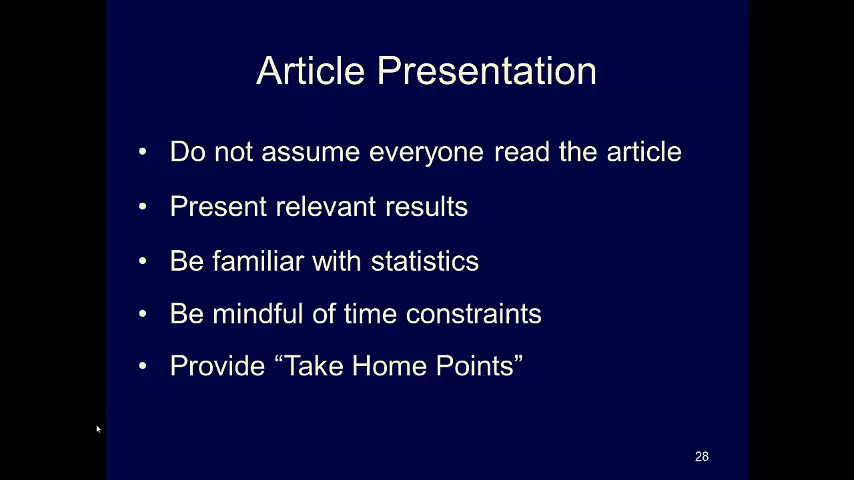 Article Presentation
• Do not assume everyone read the article
• Present relevant results
• Be familiar with statistics
• Be mindful of time constraints
• Provide “Take Home Points”
28